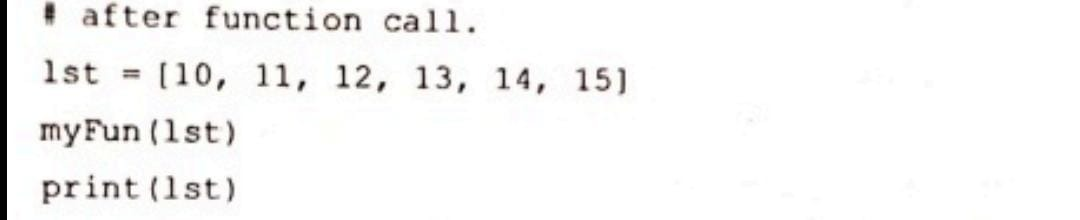 # after function call.
lst = [10, 11, 12, 13, 14, 15]
myFun(lst)
print(lst)